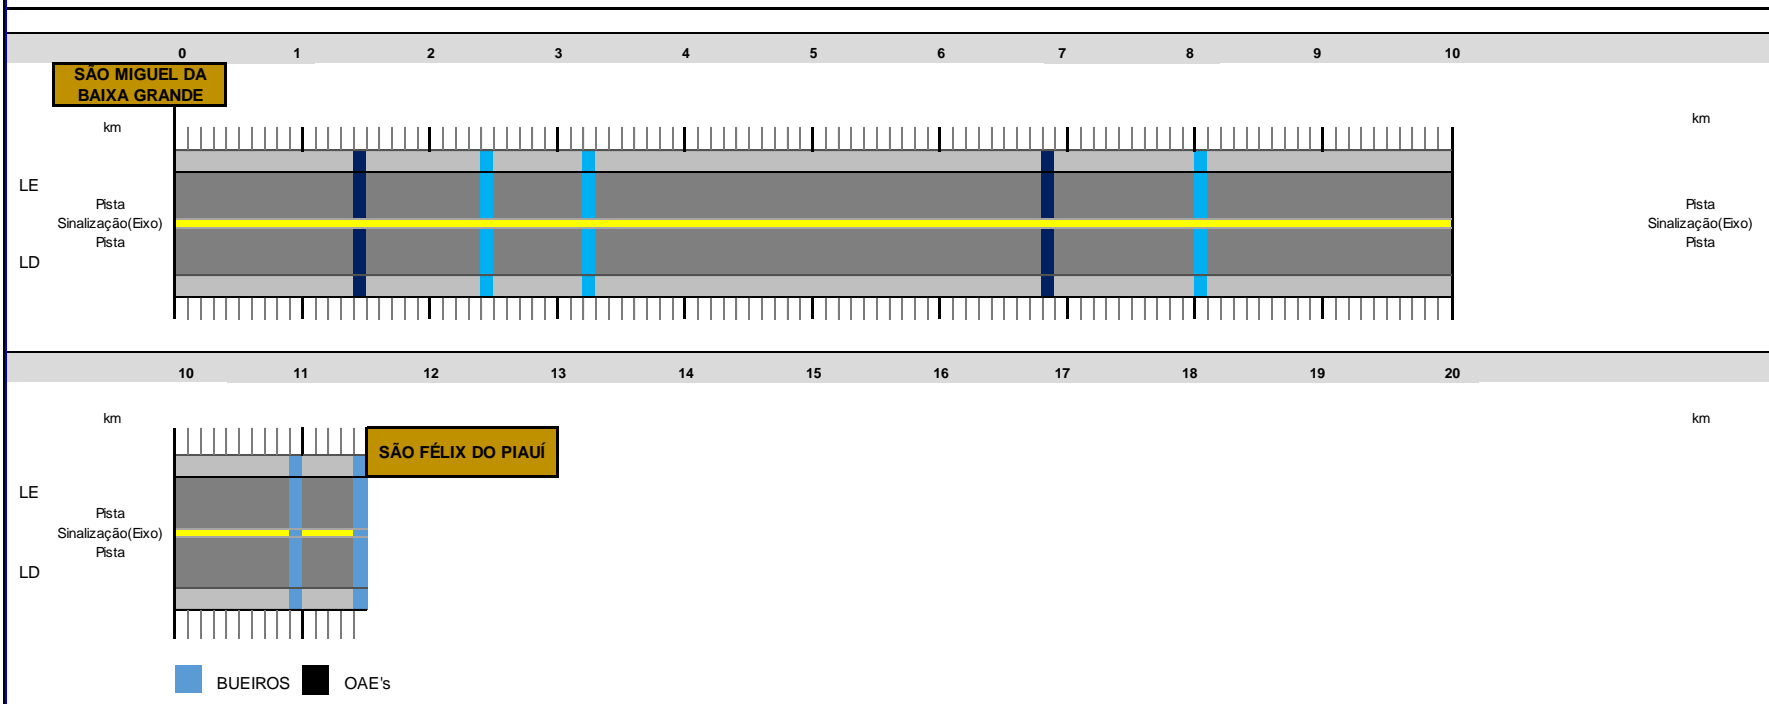 0 1 2 3 4 5 6 7 8 9 10
SÃO MIGUEL DA
BAIXA GRANDE
km km
LE
Pista Pista
Sinalização(Eixo) Sinalização(Eixo)
Pista Pista
LD
10 11 12 13 14 15 16 17 18 19 20
km km
SÃO FÉLIX DO PIAUÍ
LE
Pista
Sinalização(Eixo)
Pista
LD
BUEIROS OAE's